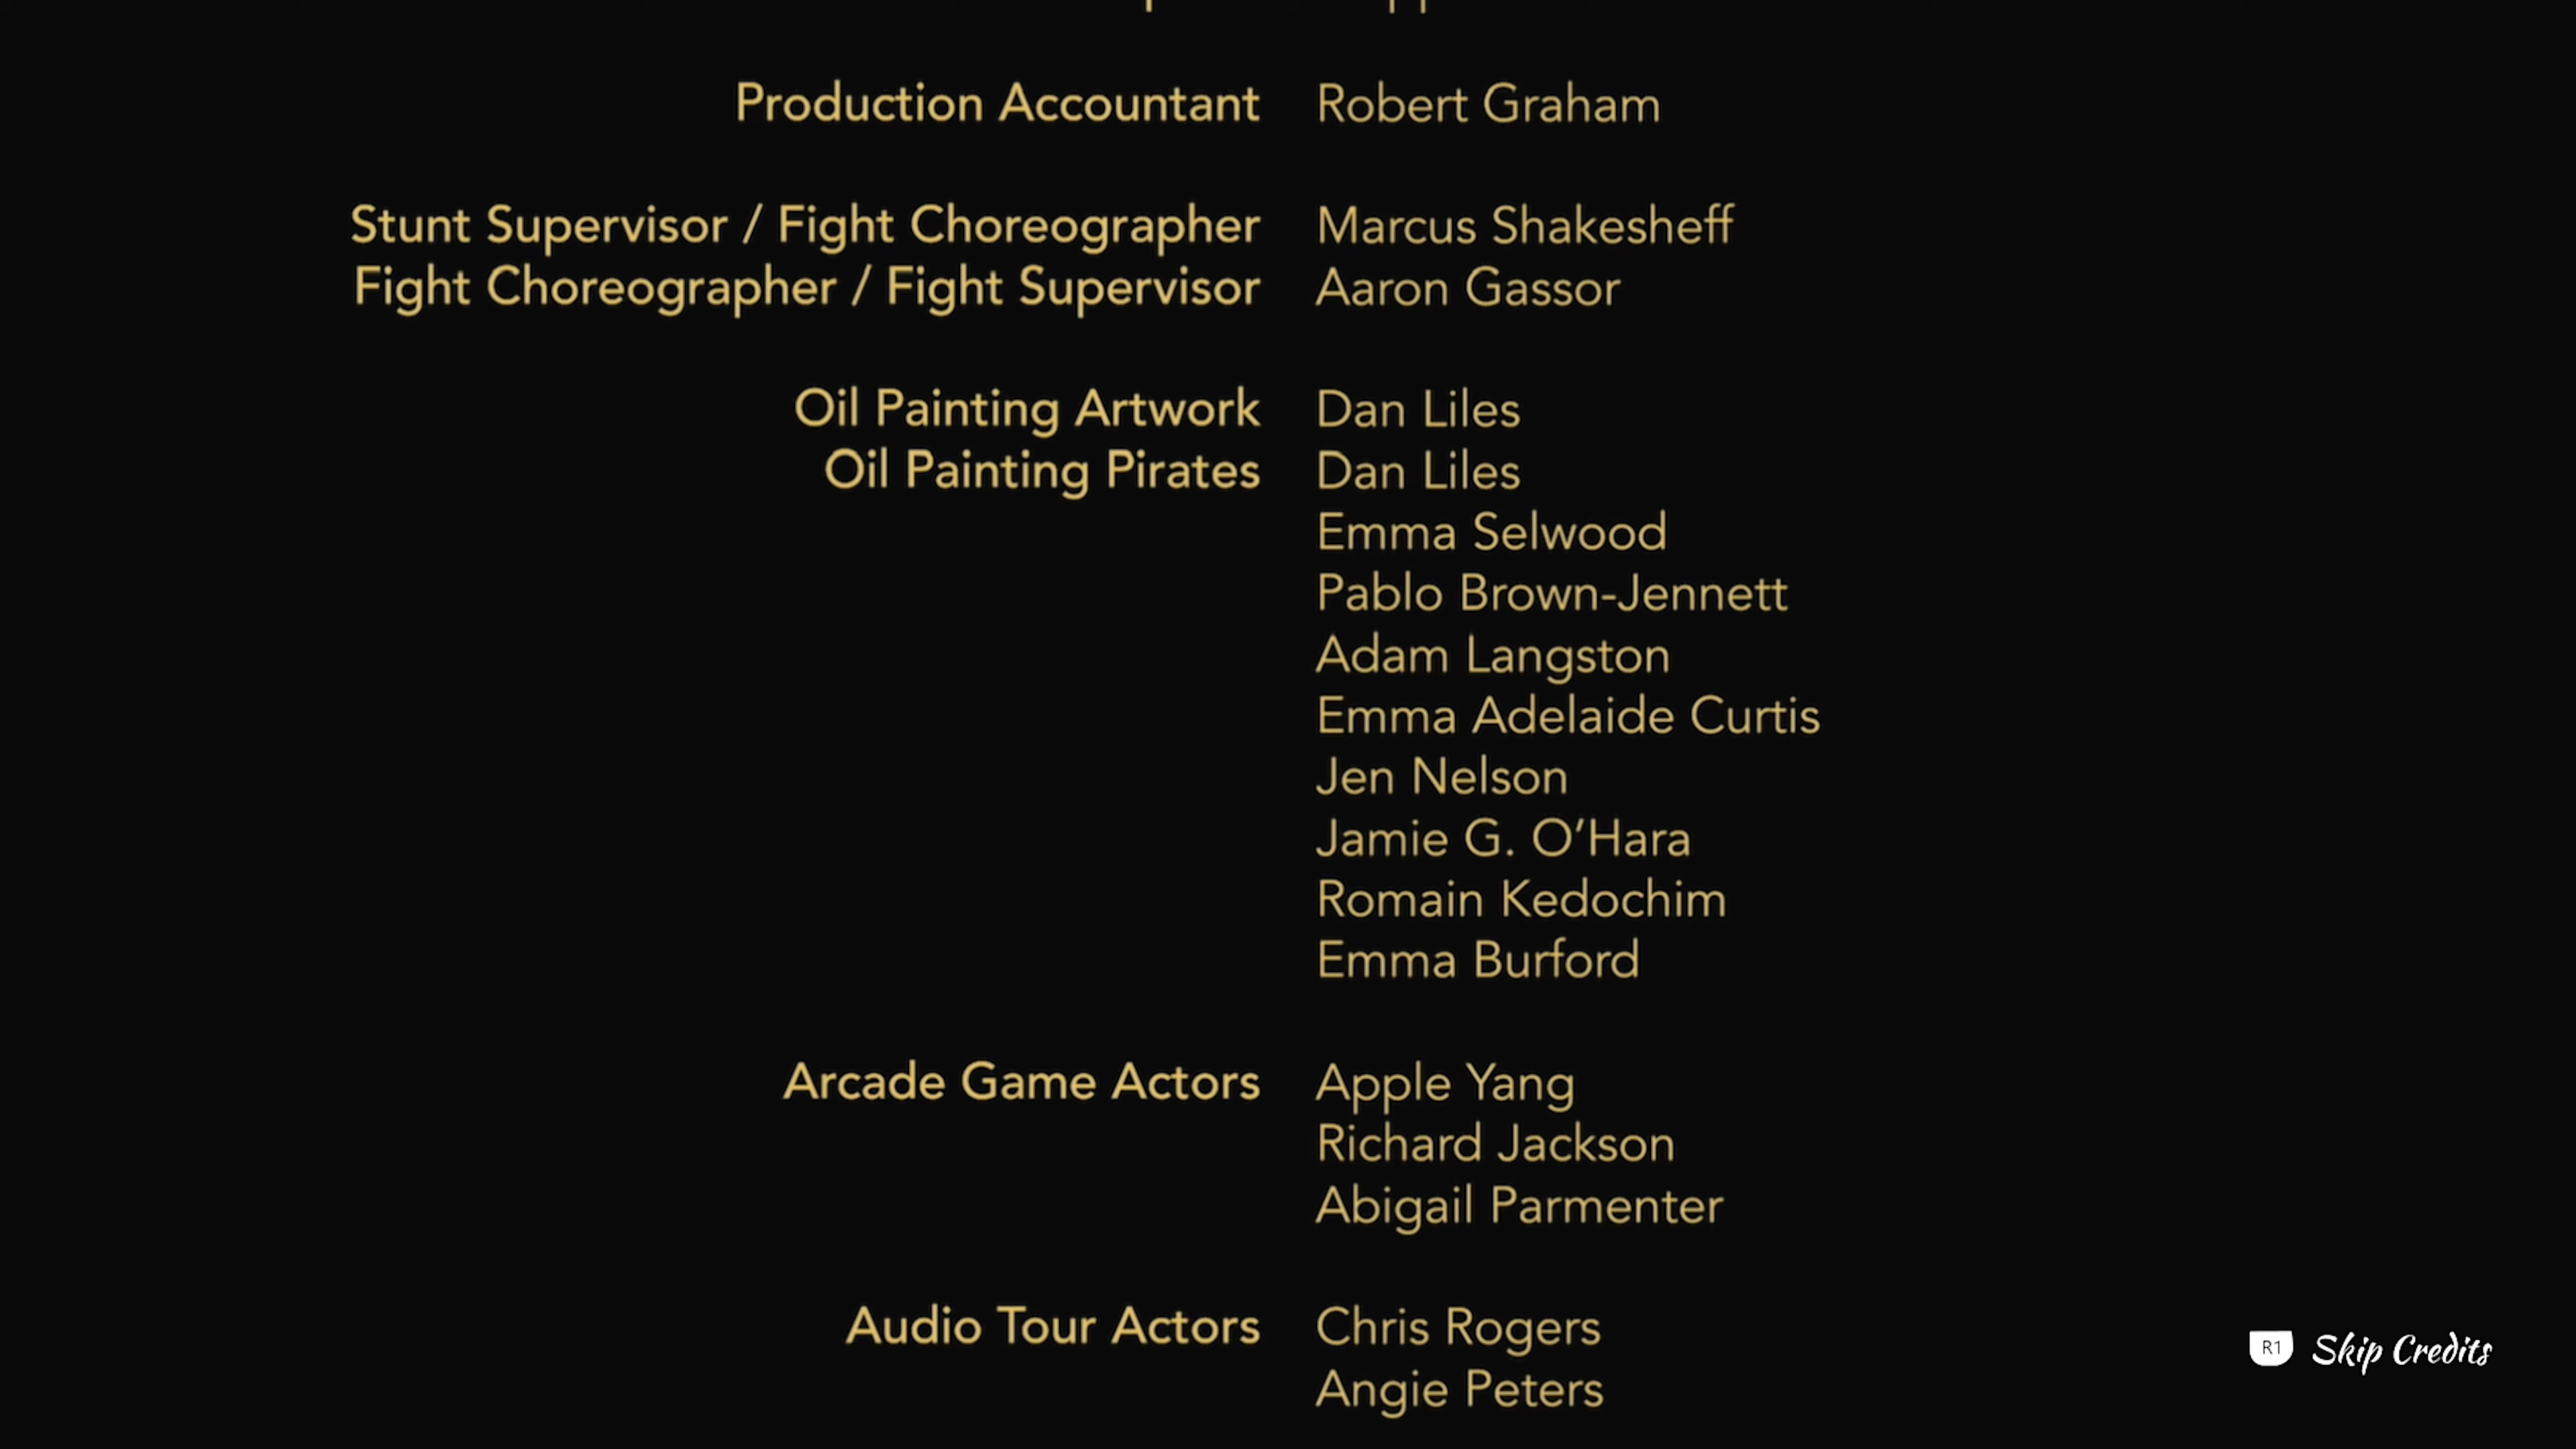 Production Accountant Robert Graham
Stunt Supervisor / Fight Choreographer Marcus Shakesheff
Fight Choreographer / Fight Supervisor Aaron Gassor
Oil Painting Artwork Dan Liles
Oil Painting Pirates Dan Liles
Emma Selwood
Pablo Brown-Jennett
Adam Langston
Emma Adelaide Curtis
Jen Nelson
Jamie G. O’Hara
Romain Kedochim
Emma Burford
Arcade Game Actors Apple Yang
Richard Jackson
Abigail Parmenter
Audio Tour Actors Chris Rogers
Angie Peters
R1 Skip Credits